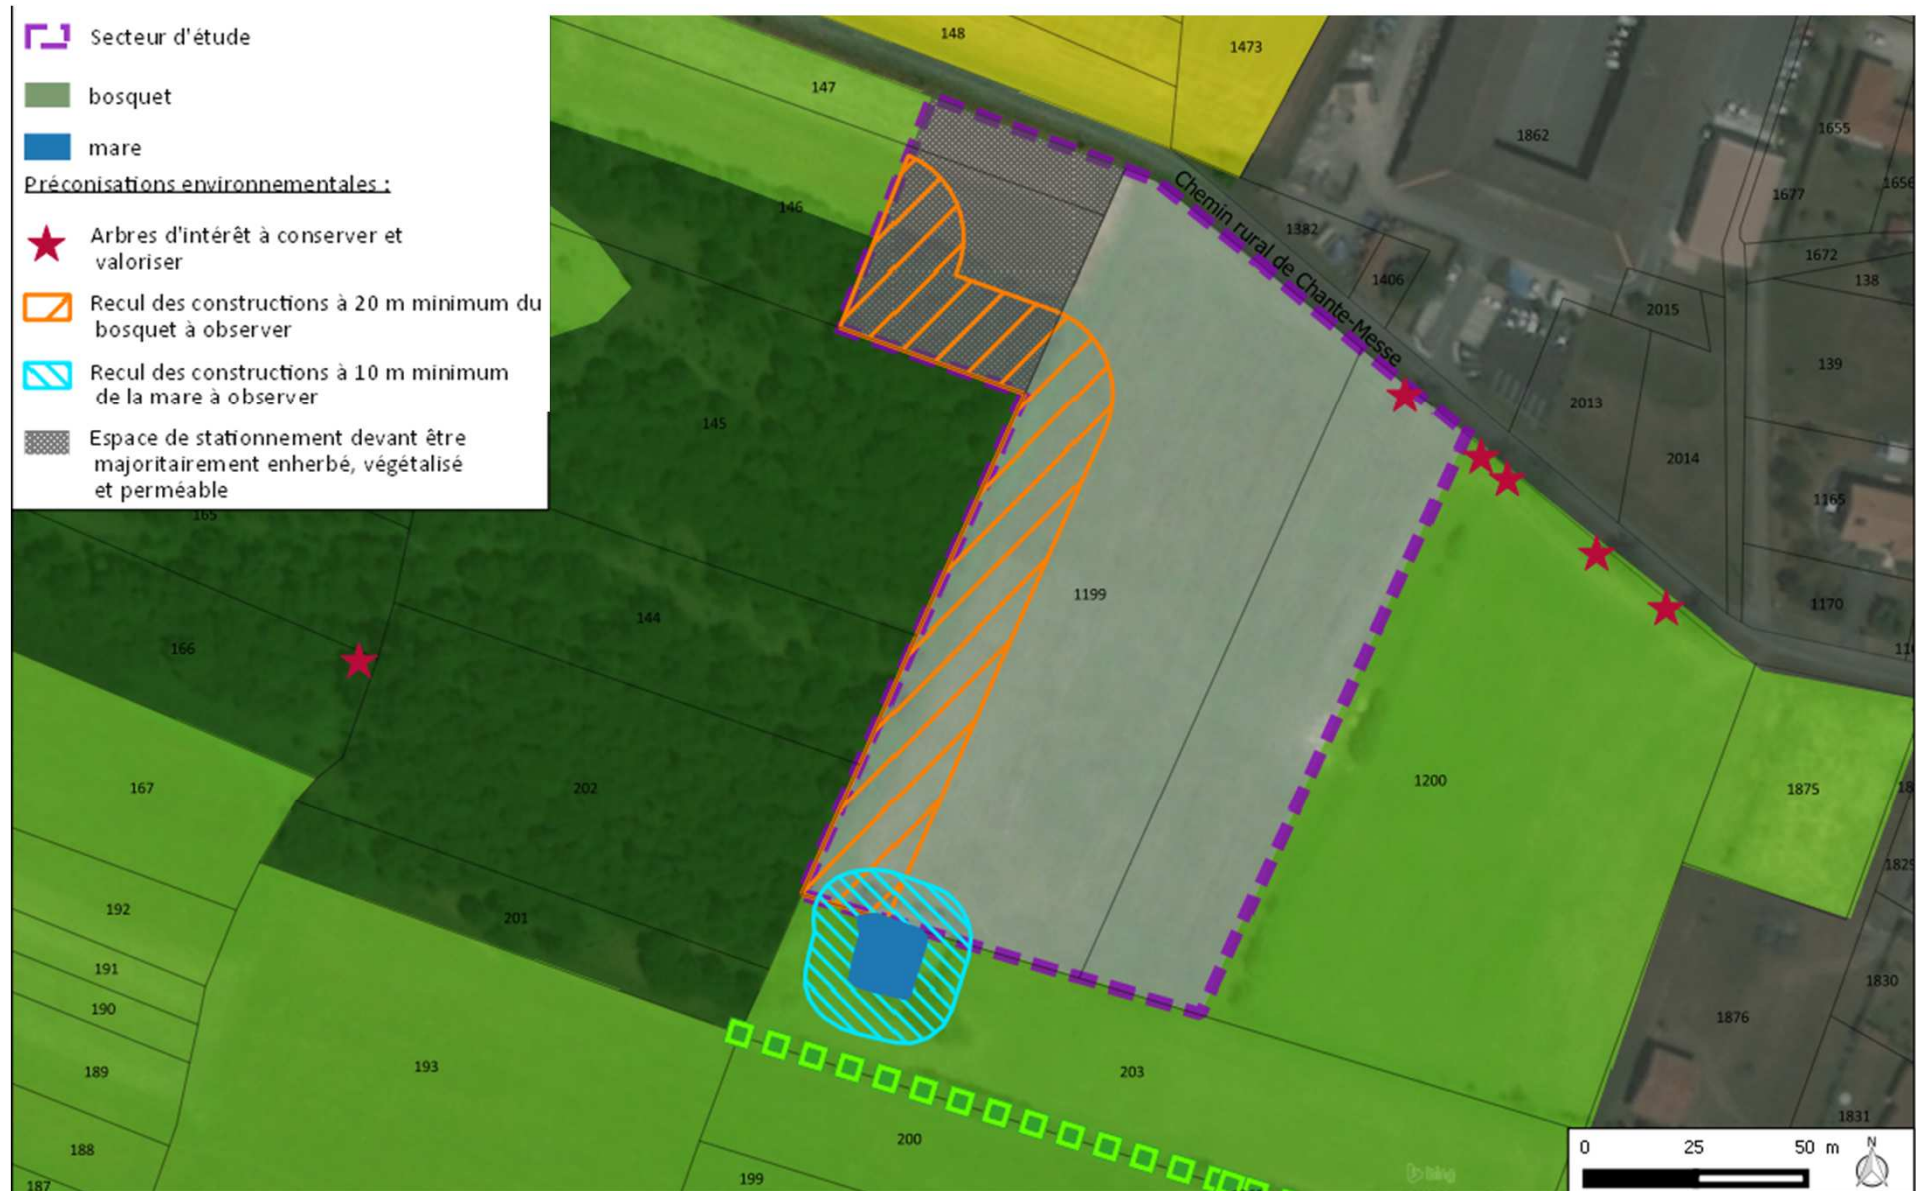 Secteur d'étude
bosquet
mare
Préconisations environnementales :
Arbres d'intérêt à conserver et
valoriser
Recul des constructions à 20 m minimum du
bosquet à observer
Recul des constructions à 10 m minimum
de la mare à observer
Espace de stationnement devant être
majoritairement enherbé, végétalisé
et perméable
148
1473
147
1862
1655
1656
1677
146
1382
1672
138
1406
2015
Chemin rural de Chante-Messe
139
2013
145
2014
1165
165
1199
1170
144
166
1200
1875
167
202
192
201
191
1830
190
1876
193
189
203
1831
200
188
199
187
0 25 50 m
N
bing